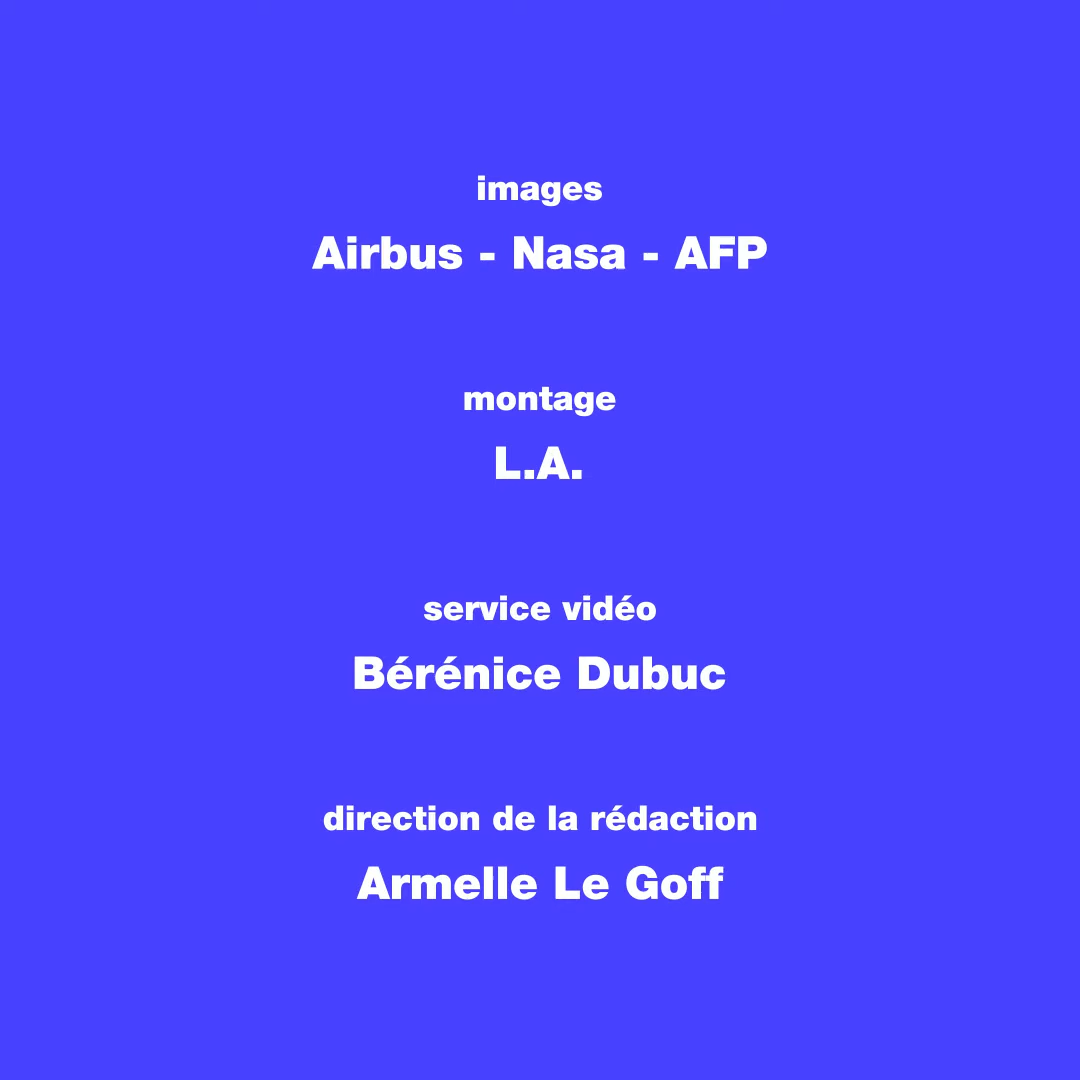 images
Airbus - Nasa - AFP
montage
L.A.
service vidéo
Bérénice Dubuc
direction de la rédaction
Armelle Le Goff